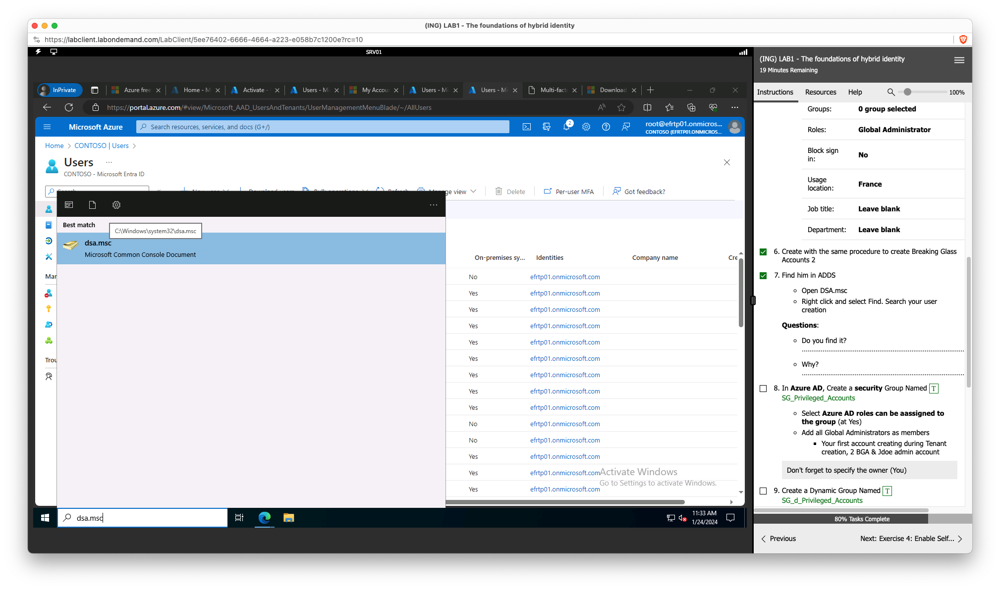 (ING) LAB1 - The foundations of hybrid identity
https://labclient.labondemand.com/LabClient/5ee76402-6666-4664-a223-e058b7c1200e?rc=10
SRV01
InPrivate
Azure free
Home - M
Activate -
Users - Mi
My Accou
Users - Mi
Users - Mi
Multi-fact
Download
https://portal.azure.com/#view/Microsoft_AAD_UsersAndTenants/UserManagementMenuBlade/~/AllUsers
Microsoft Azure
Search resources, services, and docs (G+/)
2
root@efrtp01.onmicros...
CONTOSO (EFRTP01.ONMICROS...
Home > CONTOSO | Users >
Users ...
CONTOSO - Microsoft Entra ID
Search
New user
Download users
Bulk operations
Refresh
Manage view
Delete
Per-user MFA
Got feedback?
Best match
C:\Windows\system32\dsa.msc
dsa.msc
Microsoft Common Console Document
Man
Trou
On-premises sy...
Identities
Company name
Cre
No efrtp01.onmicrosoft.com
Yes efrtp01.onmicrosoft.com
Yes efrtp01.onmicrosoft.com
Yes efrtp01.onmicrosoft.com
Yes efrtp01.onmicrosoft.com
Yes efrtp01.onmicrosoft.com
Yes efrtp01.onmicrosoft.com
Yes efrtp01.onmicrosoft.com
Yes efrtp01.onmicrosoft.com
No efrtp01.onmicrosoft.com
No efrtp01.onmicrosoft.com
Yes efrtp01.onmicrosoft.com
Yes efrtp01.onmicrosoft.com
Yes efrtp01.onmicrosoft.com
Activate Windows
Go to Settings to activate Windows.
dsa.msc
11:33 AM
1/24/2024
(ING) LAB1 - The foundations of hybrid identity
19 Minutes Remaining
Instructions
Resources
Help
100%
Groups: 0 group selected
Roles: Global Administrator
Block sign in: No
Usage location: France
Job title: Leave blank
Department: Leave blank
6. Create with the same procedure to create Breaking Glass
Accounts 2
7. Find him in ADDS
Open DSA.msc
Right click and select Find. Search your user
creation
Questions:
Do you find it?
Why?
8. In Azure AD, Create a security Group Named T
SG_Privileged_Accounts
Select Azure AD roles can be aassigned to
the group (at Yes)
Add all Global Administrators as members
Your first account creating during Tenant
creation, 2 BGA & Jdoe admin account
Don't forget to specify the owner (You)
9. Create a Dynamic Group Named T
SG_d_Privileged_Accounts
80% Tasks Complete
Previous
Next: Exercise 4: Enable Self...